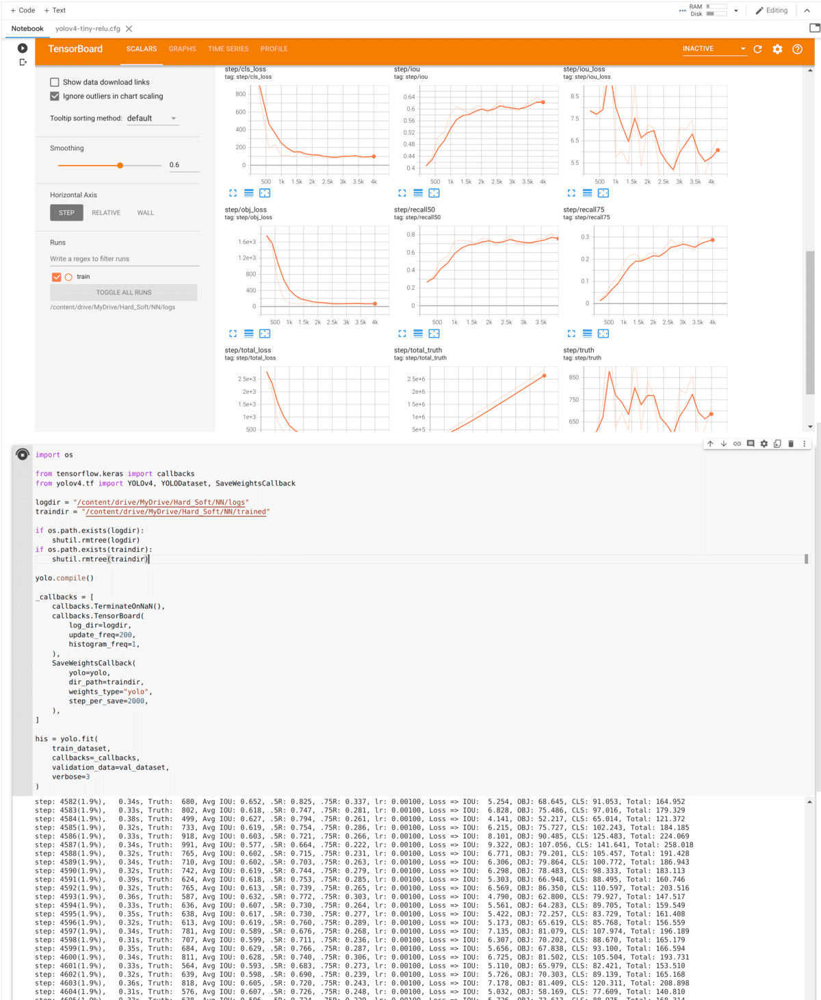 + Code + Text
RAM
Disk
Editing
Notebook yolov4-tiny-relu.cfg
TensorBoard SCALARS GRAPHS TIME SERIES PROFILE INACTIVE
Show data download links
Ignore outliers in chart scaling
Tooltip sorting method: default
Smoothing
0.6
Horizontal Axis
STEP RELATIVE WALL
Runs
Write a regex to filter runs
train
TOGGLE ALL RUNS
/content/drive/MyDrive/Hard_Soft/NN/logs
step/cls_loss
tag: step/cls_loss
800
600
400
200
0
500 1k 1.5k 2k 2.5k 3k 3.5k 4k
step/iou
tag: step/iou
0.64
0.6
0.56
0.52
0.48
0.44
0.4
500 1k 1.5k 2k 2.5k 3k 3.5k 4k
step/iou_loss
tag: step/iou_loss
8.5
7.5
6.5
5.5
500 1k 1.5k 2k 2.5k 3k 3.5k 4k
step/obj_loss
tag: step/obj_loss
1.6e+3
1.2e+3
800
400
0
500 1k 1.5k 2k 2.5k 3k 3.5k 4k
step/recall50
tag: step/recall50
0.8
0.6
0.4
0.2
0
500 1k 1.5k 2k 2.5k 3k 3.5k
step/recall75
tag: step/recall75
0.3
0.2
0.1
0
500 1k 1.5k 2k 2.5k 3k 3.5k 4k
step/total_loss
tag: step/total_loss
2.5e+3
2e+3
1.5e+3
1e+3
500
step/total_truth
tag: step/total_truth
2.5e+6
2e+6
1.5e+6
1e+6
5e+5
step/truth
tag: step/truth
850
750
650
import os
from tensorflow.keras import callbacks
from yolov4.tf import YOLOv4, YOLODataset, SaveWeightsCallback
logdir = "/content/drive/MyDrive/Hard_Soft/NN/logs"
traindir = "/content/drive/MyDrive/Hard_Soft/NN/trained"
if os.path.exists(logdir):
    shutil.rmtree(logdir)
if os.path.exists(traindir):
    shutil.rmtree(traindir)
yolo.compile()
_callbacks = [
    callbacks.TerminateOnNaN(),
    callbacks.TensorBoard(
        log_dir=logdir,
        update_freq=200,
        histogram_freq=1,
    ),
    SaveWeightsCallback(
        yolo=yolo,
        dir_path=traindir,
        weights_type="yolo",
        step_per_save=2000,
    ),
]
his = yolo.fit(
    train_dataset,
    callbacks=_callbacks,
    validation_data=val_dataset,
    verbose=3
)
step: 4582(1.9%), 0.34s, Truth: 680, Avg IOU: 0.652, .5R: 0.825, .75R: 0.337, lr: 0.00100, Loss => IOU: 5.254, OBJ: 68.645, CLS: 91.053, Total: 164.952
step: 4583(1.9%), 0.33s, Truth: 802, Avg IOU: 0.618, .5R: 0.747, .75R: 0.281, lr: 0.00100, Loss => IOU: 6.828, OBJ: 75.486, CLS: 97.016, Total: 179.329
step: 4584(1.9%), 0.38s, Truth: 499, Avg IOU: 0.627, .5R: 0.794, .75R: 0.261, lr: 0.00100, Loss => IOU: 4.141, OBJ: 52.217, CLS: 65.014, Total: 121.372
step: 4585(1.9%), 0.32s, Truth: 733, Avg IOU: 0.619, .5R: 0.754, .75R: 0.286, lr: 0.00100, Loss => IOU: 6.215, OBJ: 75.727, CLS: 102.243, Total: 184.185
step: 4586(1.9%), 0.33s, Truth: 918, Avg IOU: 0.603, .5R: 0.721, .75R: 0.266, lr: 0.00100, Loss => IOU: 8.101, OBJ: 90.485, CLS: 125.483, Total: 224.069
step: 4587(1.9%), 0.34s, Truth: 991, Avg IOU: 0.577, .5R: 0.664, .75R: 0.222, lr: 0.00100, Loss => IOU: 9.322, OBJ: 107.056, CLS: 141.641, Total: 258.018
step: 4588(1.9%), 0.32s, Truth: 765, Avg IOU: 0.602, .5R: 0.715, .75R: 0.231, lr: 0.00100, Loss => IOU: 6.771, OBJ: 79.201, CLS: 105.457, Total: 191.428
step: 4589(1.9%), 0.34s, Truth: 710, Avg IOU: 0.602, .5R: 0.703, .75R: 0.263, lr: 0.00100, Loss => IOU: 6.306, OBJ: 79.864, CLS: 100.772, Total: 186.943
step: 4590(1.9%), 0.32s, Truth: 742, Avg IOU: 0.619, .5R: 0.744, .75R: 0.279, lr: 0.00100, Loss => IOU: 6.298, OBJ: 78.483, CLS: 98.333, Total: 183.113
step: 4591(1.9%), 0.39s, Truth: 624, Avg IOU: 0.618, .5R: 0.753, .75R: 0.285, lr: 0.00100, Loss => IOU: 5.303, OBJ: 66.948, CLS: 88.495, Total: 160.746
step: 4592(1.9%), 0.32s, Truth: 765, Avg IOU: 0.613, .5R: 0.739, .75R: 0.265, lr: 0.00100, Loss => IOU: 6.569, OBJ: 86.350, CLS: 110.597, Total: 203.516
step: 4593(1.9%), 0.36s, Truth: 587, Avg IOU: 0.632, .5R: 0.772, .75R: 0.303, lr: 0.00100, Loss => IOU: 4.790, OBJ: 62.800, CLS: 79.927, Total: 147.517
step: 4594(1.9%), 0.33s, Truth: 636, Avg IOU: 0.607, .5R: 0.730, .75R: 0.264, lr: 0.00100, Loss => IOU: 5.561, OBJ: 64.283, CLS: 89.705, Total: 159.549
step: 4595(1.9%), 0.35s, Truth: 638, Avg IOU: 0.617, .5R: 0.730, .75R: 0.277, lr: 0.00100, Loss => IOU: 5.422, OBJ: 72.257, CLS: 83.729, Total: 161.408
step: 4596(1.9%), 0.32s, Truth: 613, Avg IOU: 0.619, .5R: 0.760, .75R: 0.289, lr: 0.00100, Loss => IOU: 5.173, OBJ: 65.619, CLS: 85.768, Total: 156.559
step: 4597(1.9%), 0.34s, Truth: 781, Avg IOU: 0.589, .5R: 0.676, .75R: 0.268, lr: 0.00100, Loss => IOU: 7.135, OBJ: 81.079, CLS: 107.974, Total: 196.189
step: 4598(1.9%), 0.31s, Truth: 707, Avg IOU: 0.599, .5R: 0.711, .75R: 0.236, lr: 0.00100, Loss => IOU: 6.307, OBJ: 70.202, CLS: 88.670, Total: 165.179
step: 4599(1.9%), 0.35s, Truth: 684, Avg IOU: 0.629, .5R: 0.766, .75R: 0.287, lr: 0.00100, Loss => IOU: 5.656, OBJ: 67.838, CLS: 93.100, Total: 166.594
step: 4600(1.9%), 0.34s, Truth: 811, Avg IOU: 0.628, .5R: 0.740, .75R: 0.306, lr: 0.00100, Loss => IOU: 6.725, OBJ: 81.502, CLS: 105.504, Total: 193.731
step: 4601(1.9%), 0.33s, Truth: 564, Avg IOU: 0.593, .5R: 0.683, .75R: 0.273, lr: 0.00100, Loss => IOU: 5.110, OBJ: 65.979, CLS: 82.421, Total: 153.510
step: 4602(1.9%), 0.32s, Truth: 639, Avg IOU: 0.598, .5R: 0.690, .75R: 0.239, lr: 0.00100, Loss => IOU: 5.726, OBJ: 70.303, CLS: 89.139, Total: 165.168
step: 4603(1.9%), 0.36s, Truth: 818, Avg IOU: 0.605, .5R: 0.720, .75R: 0.243, lr: 0.00100, Loss => IOU: 7.178, OBJ: 81.409, CLS: 120.311, Total: 208.898
step: 4604(1.9%), 0.31s, Truth: 576, Avg IOU: 0.607, .5R: 0.726, .75R: 0.248, lr: 0.00100, Loss => IOU: 5.032, OBJ: 58.169, CLS: 77.609, Total: 140.810